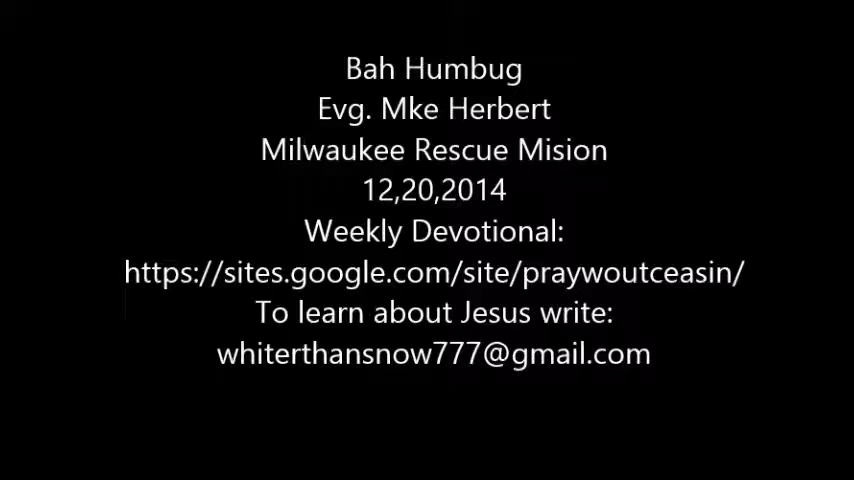 Bah Humbug
Evg. Mke Herbert
Milwaukee Rescue Mision
12,20,2014
Weekly Devotional:
https://sites.google.com/site/praywoutceasin/
To learn about Jesus write:
whiterthansnow777@gmail.com